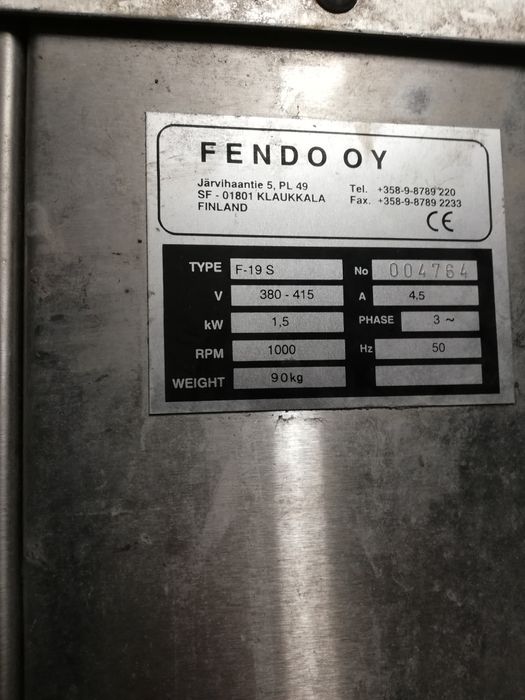 FENDO OY
Järvihaantie 5, PL 49 Tel. +358-9-8789 220
SF - 01801 KLAUKKALA Fax. +358-9-8789 2233
FINLAND
CE
TYPE F-19 S No 004764
V 380 - 415 A 4,5
kW 1,5 PHASE 3 ~
RPM 1000 Hz 50
WEIGHT 90kg